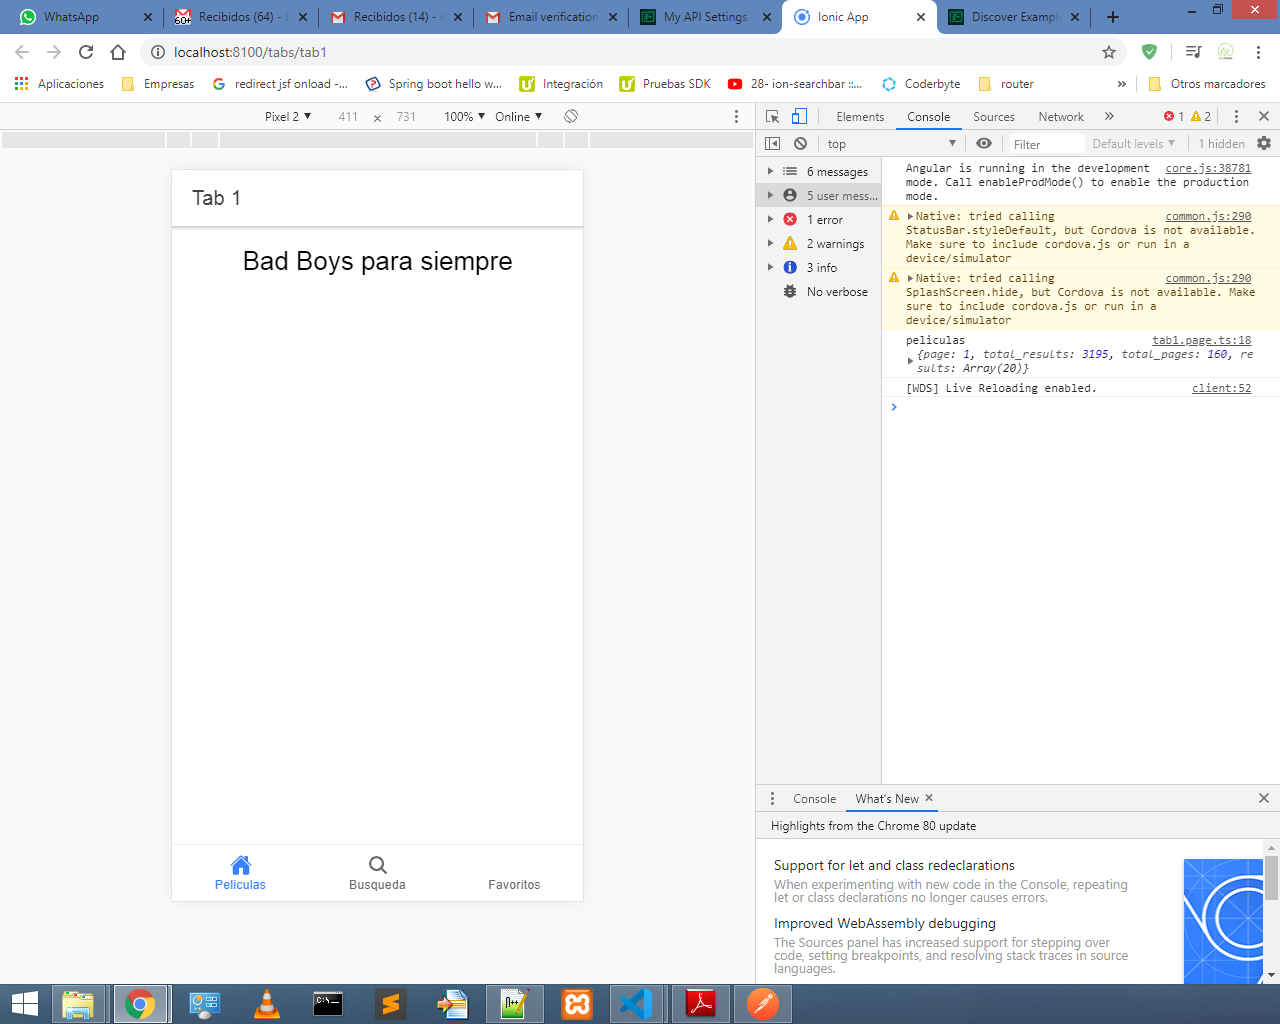 WhatsApp
60+
Recibidos (64) -
Recibidos (14) -
Email verification
My API Settings
Ionic App
Discover Example
localhost:8100/tabs/tab1
Aplicaciones
Empresas
redirect jsf onload -...
Spring boot hello w...
Integración
Pruebas SDK
28- ion-searchbar ::...
Coderbyte
router
»
Otros marcadores
Pixel 2 ▼
411 × 731
100% ▼
Online ▼
Elements
Console
Sources
Network
»
1
2
top ▼
Filter
Default levels ▼
1 hidden
6 messages
5 user mess...
1 error
2 warnings
3 info
No verbose
Angular is running in the development core.js:38781
mode. Call enableProdMode() to enable the production
mode.
Native: tried calling common.js:290
StatusBar.styleDefault, but Cordova is not available.
Make sure to include cordova.js or run in a
device/simulator
Native: tried calling common.js:290
SplashScreen.hide, but Cordova is not available. Make
sure to include cordova.js or run in a
device/simulator
peliculas tab1.page.ts:18
{page: 1, total_results: 3195, total_pages: 160, re
sults: Array(20)}
[WDS] Live Reloading enabled. client:52
Tab 1
Bad Boys para siempre
Peliculas
Busqueda
Favoritos
Console
What's New
Highlights from the Chrome 80 update
Support for let and class redeclarations
When experimenting with new code in the Console, repeating
let or class declarations no longer causes errors.
Improved WebAssembly debugging
The Sources panel has increased support for stepping over
code, setting breakpoints, and resolving stack traces in source
languages.